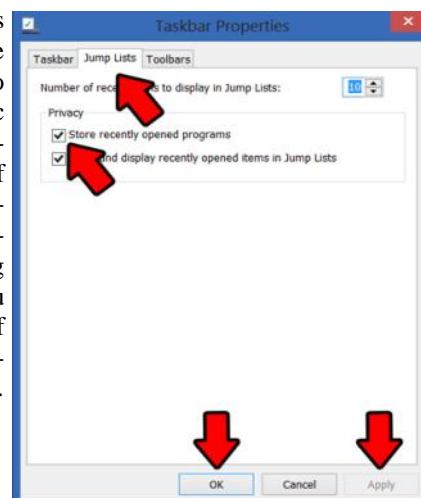 Taskbar Properties
Taskbar Jump Lists Toolbars
Number of to display in Jump Lists: 10
Privacy
Store recently opened programs
and display recently opened items in Jump Lists
OK Cancel Apply